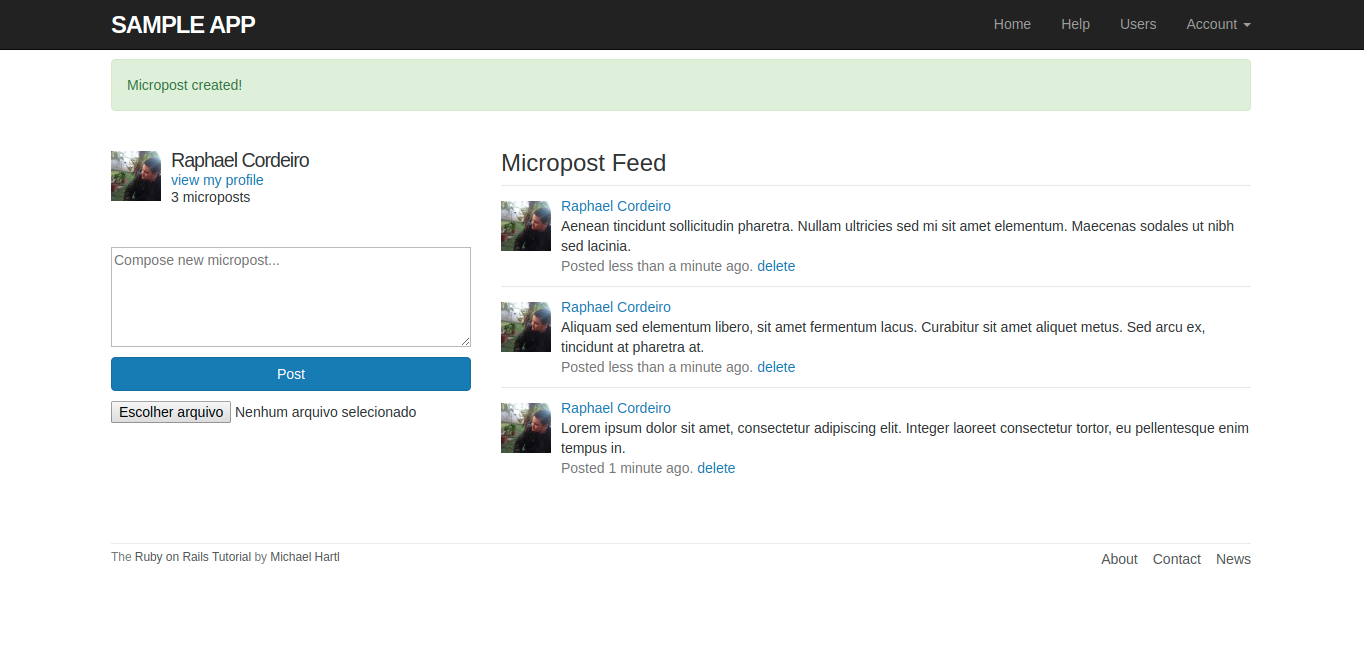 SAMPLE APP
Home Help Users Account
Micropost created!
Raphael Cordeiro
view my profile
3 microposts
Compose new micropost...
Post
Escolher arquivo Nenhum arquivo selecionado
Micropost Feed
Raphael Cordeiro
Aenean tincidunt sollicitudin pharetra. Nullam ultricies sed mi sit amet elementum. Maecenas sodales ut nibh
sed lacinia.
Posted less than a minute ago. delete
Raphael Cordeiro
Aliquam sed elementum libero, sit amet fermentum lacus. Curabitur sit amet aliquet metus. Sed arcu ex,
tincidunt at pharetra at.
Posted less than a minute ago. delete
Raphael Cordeiro
Lorem ipsum dolor sit amet, consectetur adipiscing elit. Integer laoreet consectetur tortor, eu pellentesque enim
tempus in.
Posted 1 minute ago. delete
The Ruby on Rails Tutorial by Michael Hartl
About Contact News